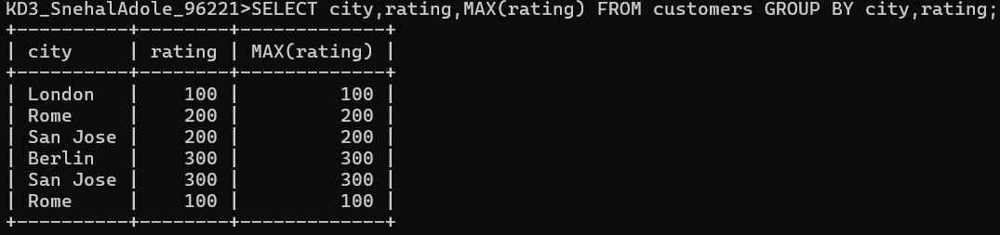 KD3_SnehalAdole_96221>SELECT city,rating,MAX(rating) FROM customers GROUP BY city,rating;
+----------+--------+-------------+
| city     | rating | MAX(rating) |
+----------+--------+-------------+
| London   |    100 |         100 |
| Rome     |    200 |         200 |
| San Jose |    200 |         200 |
| Berlin   |    300 |         300 |
| San Jose |    300 |         300 |
| Rome     |    100 |         100 |
+----------+--------+-------------+